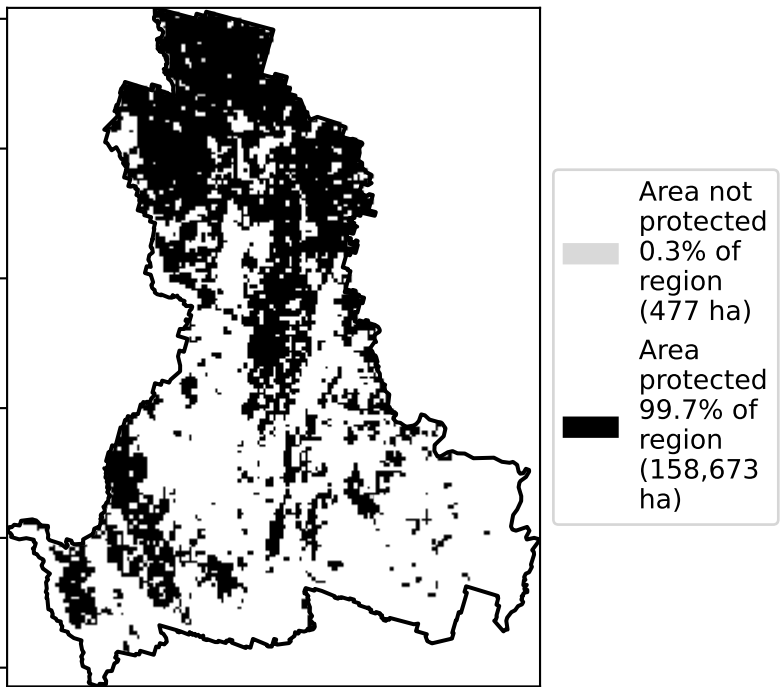 Area not
protected
0.3% of
region
(477 ha)
Area
protected
99.7% of
region
(158,673
ha)